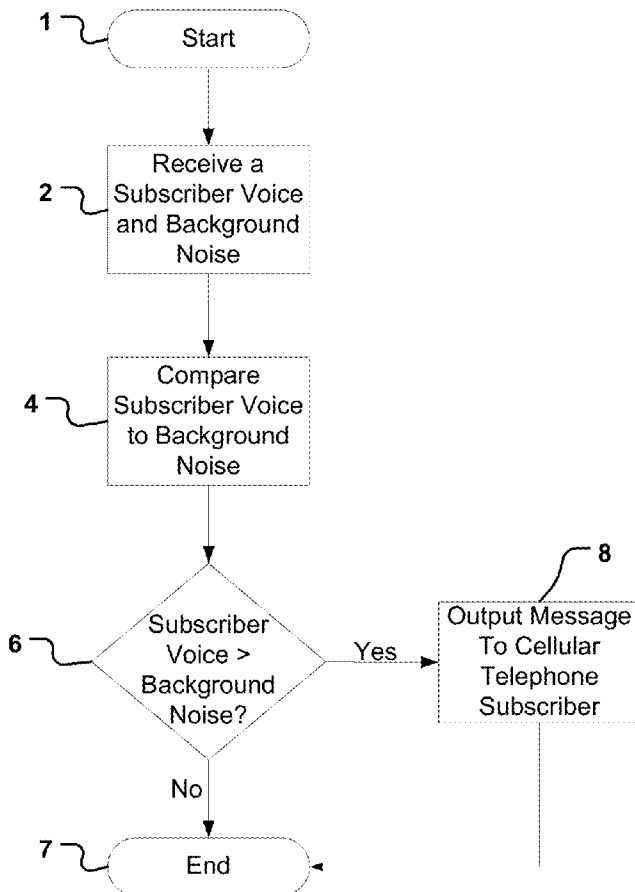 1
Start
2
Receive a
Subscriber Voice
and Background
Noise
4
Compare
Subscriber Voice
to Background
Noise
6
Subscriber
Voice >
Background
Noise?
Yes
8
Output Message
To Cellular
Telephone
Subscriber
No
7
End